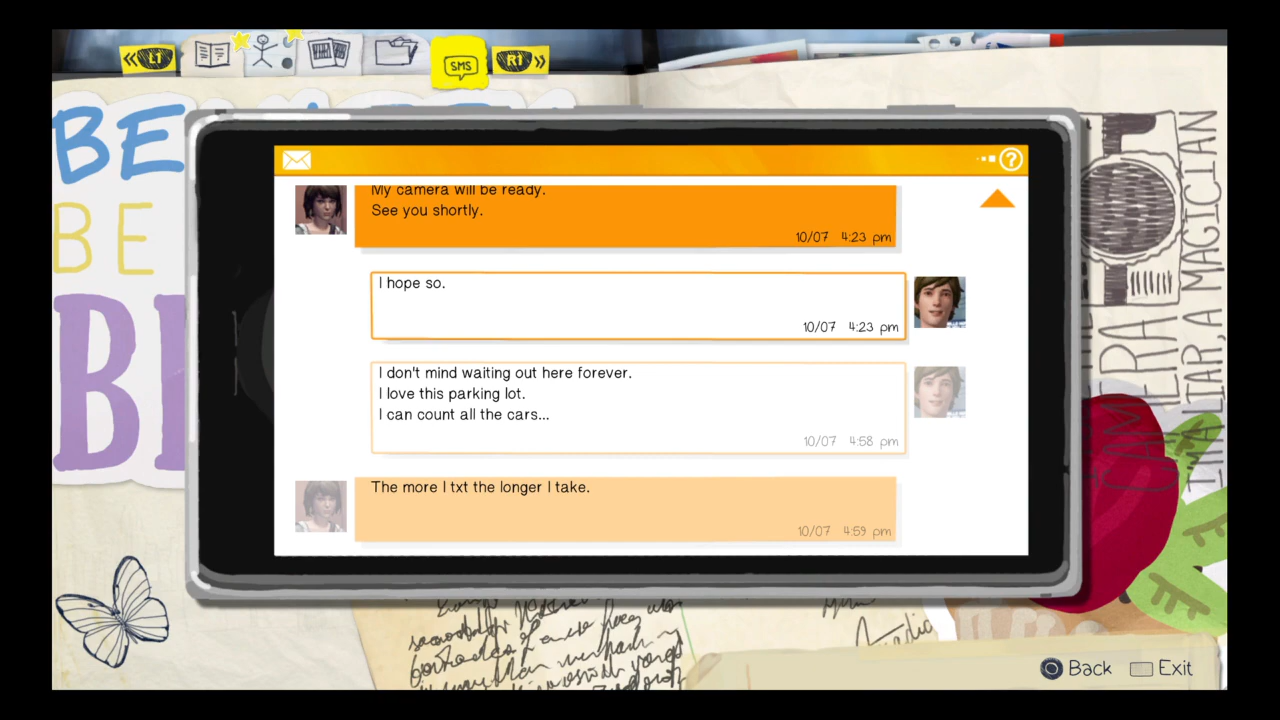 L1
SMS
R1
BE
BE
My camera will be ready.
See you shortly.
10/07 4:23 pm
I hope so.
10/07 4:23 pm
I don't mind waiting out here forever.
I love this parking lot.
I can count all the cars...
10/07 4:58 pm
The more I txt the longer I take.
10/07 4:59 pm
CAMERA
LIAR, A MAGICIAN
Back
Exit